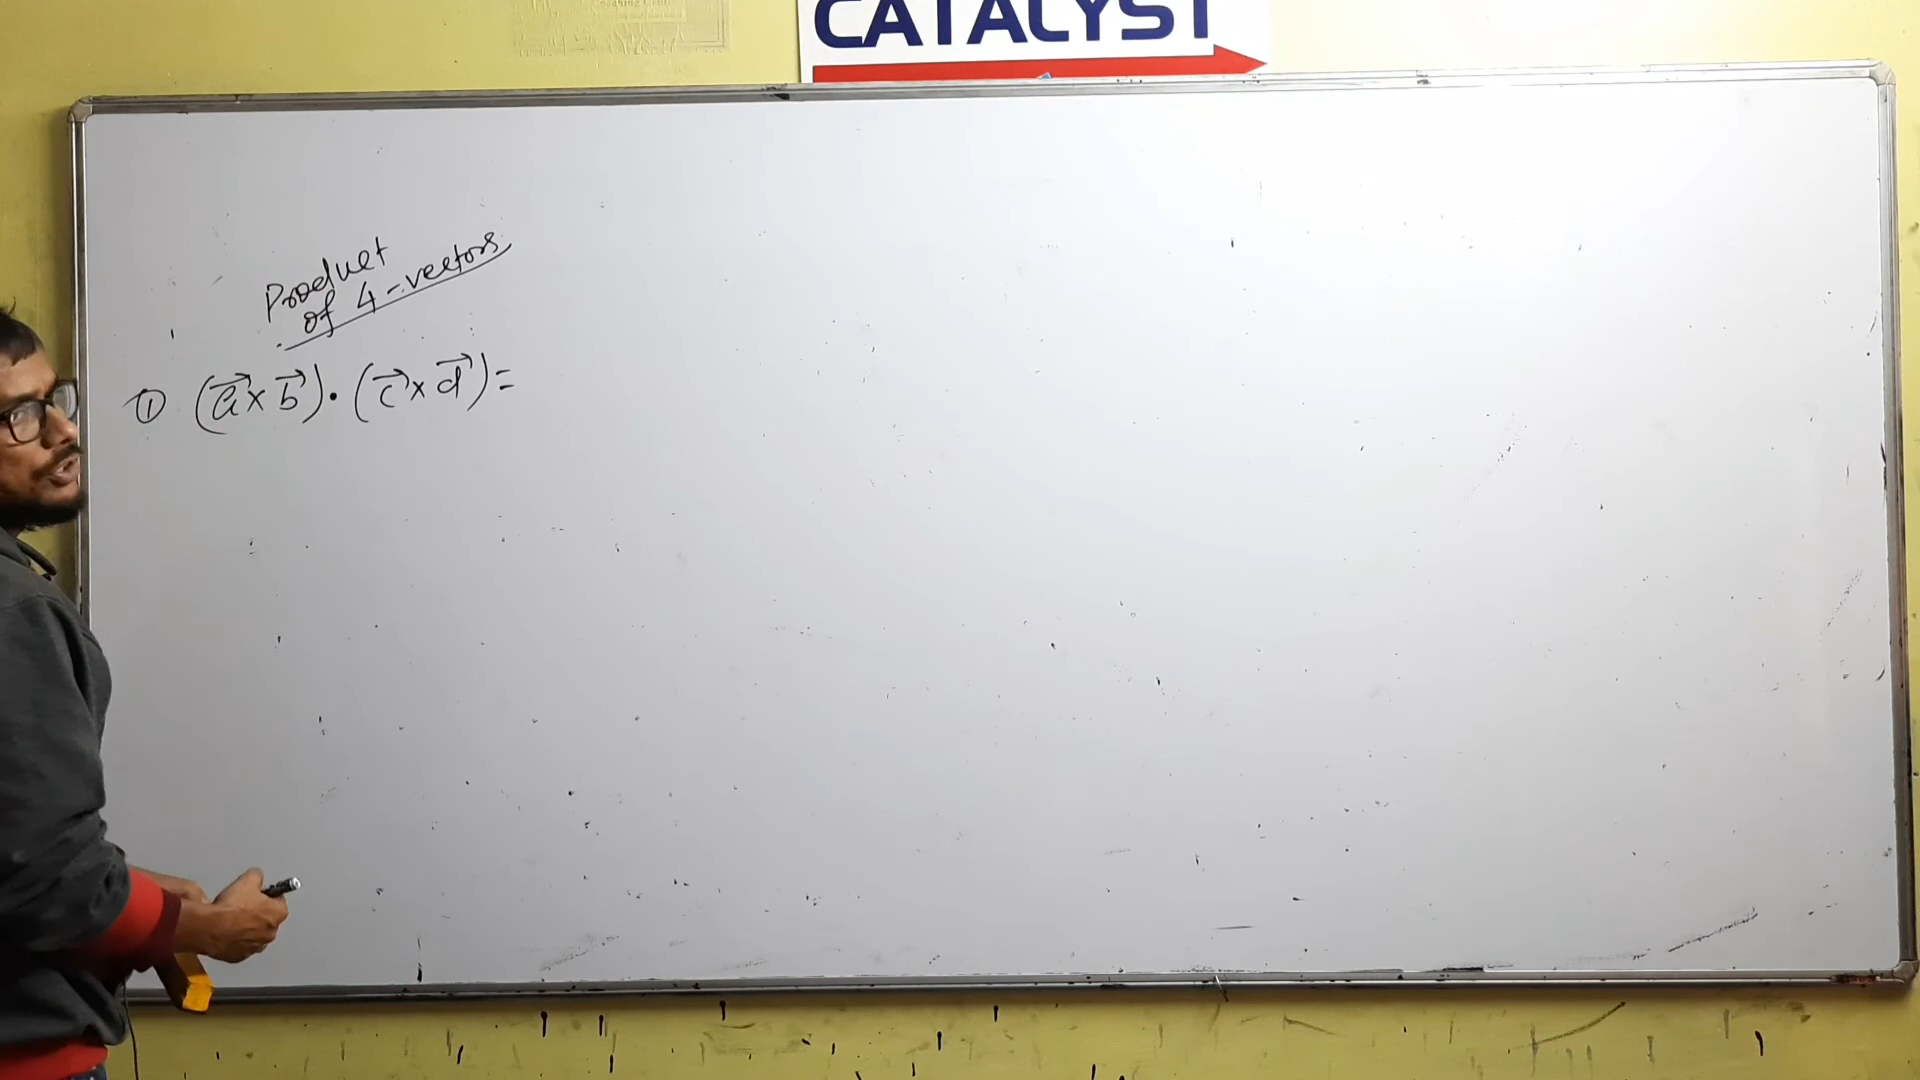 CATALYST
Product
of 4-vectors
① (a⃗ × b⃗) · (c⃗ × d⃗) =